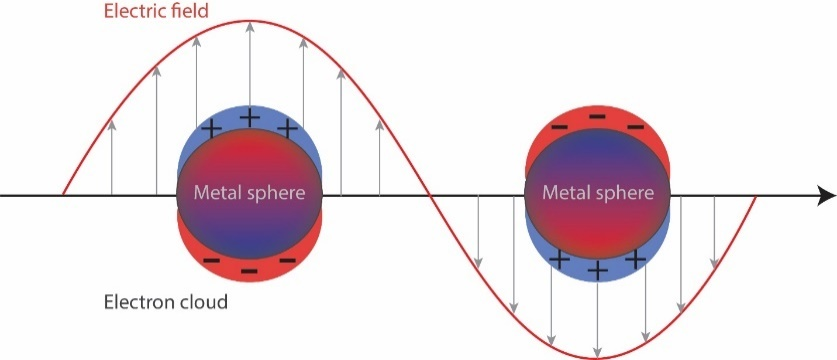 Electric field
+ + +
- - -
Metal sphere
Metal sphere
- - -
+ + +
Electron cloud